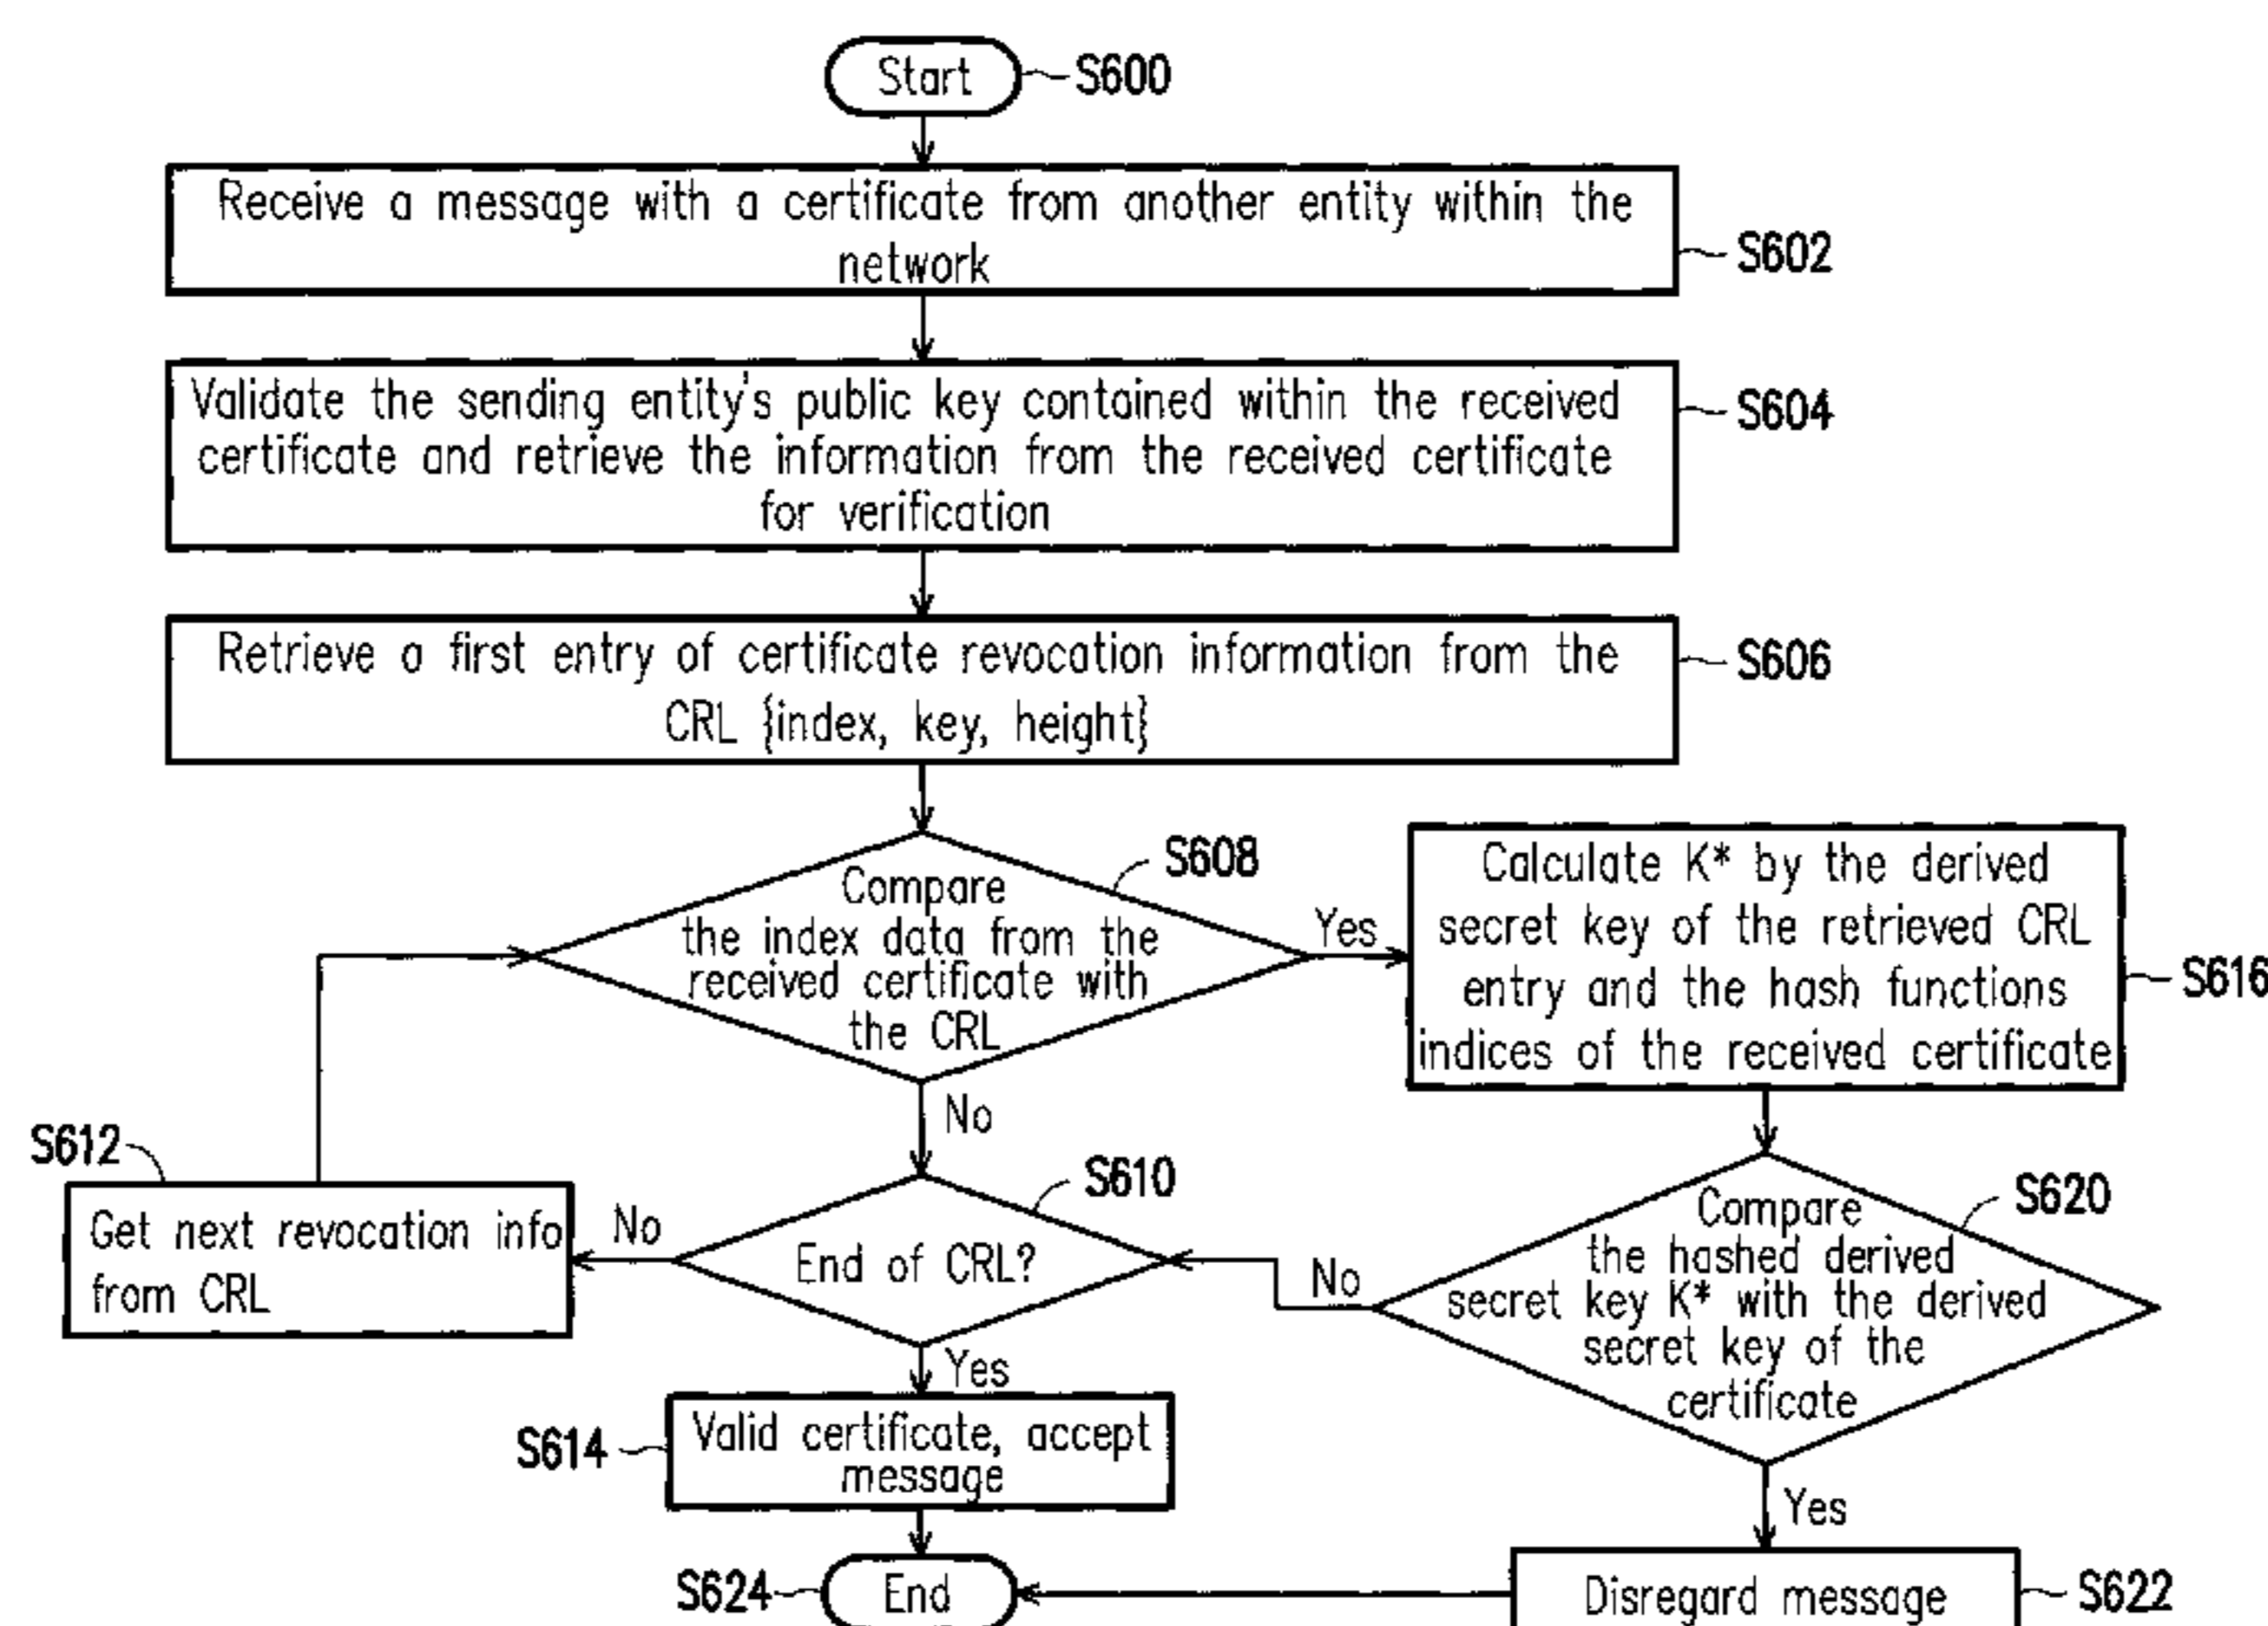 Start
S600
Receive a message with a certificate from another entity within the
network
S602
Validate the sending entity's public key contained within the received
certificate and retrieve the information from the received certificate
for verification
S604
Retrieve a first entry of certificate revocation information from the
CRL {index, key, height}
S606
Compare
the index data from the
received certificate with
the CRL
S608
Yes
No
Calculate K* by the derived
secret key of the retrieved CRL
entry and the hash functions
indices of the received certificate
S616
S612
Get next revocation info
from CRL
No
End of CRL?
S610
No
Yes
Compare
the hashed derived
secret key K* with the derived
secret key of the
certificate
S620
Yes
S614
Valid certificate, accept
message
S624
End
Disregard message
S622